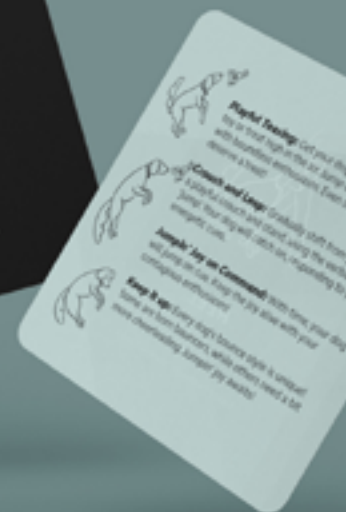 Playful Teasing: Get your
toy or treat high in the air. Jump
with boundless enthusiasm. Even
deserve a treat!
Crouch and Leap: Gradually shift from
a playful crouch and stand, using the verbal
Jump. Your dog will catch on, responding to
energetic cues.
Jumpin' Joy on Command: With time, your dog
will jump on cue. Keep the joy alive with your
contagious enthusiasm!
Keep it up: Every dog's bounce style is unique!
Some are born bouncers, while others need a bit
more cheerleading. Jumpin' joy awaits!